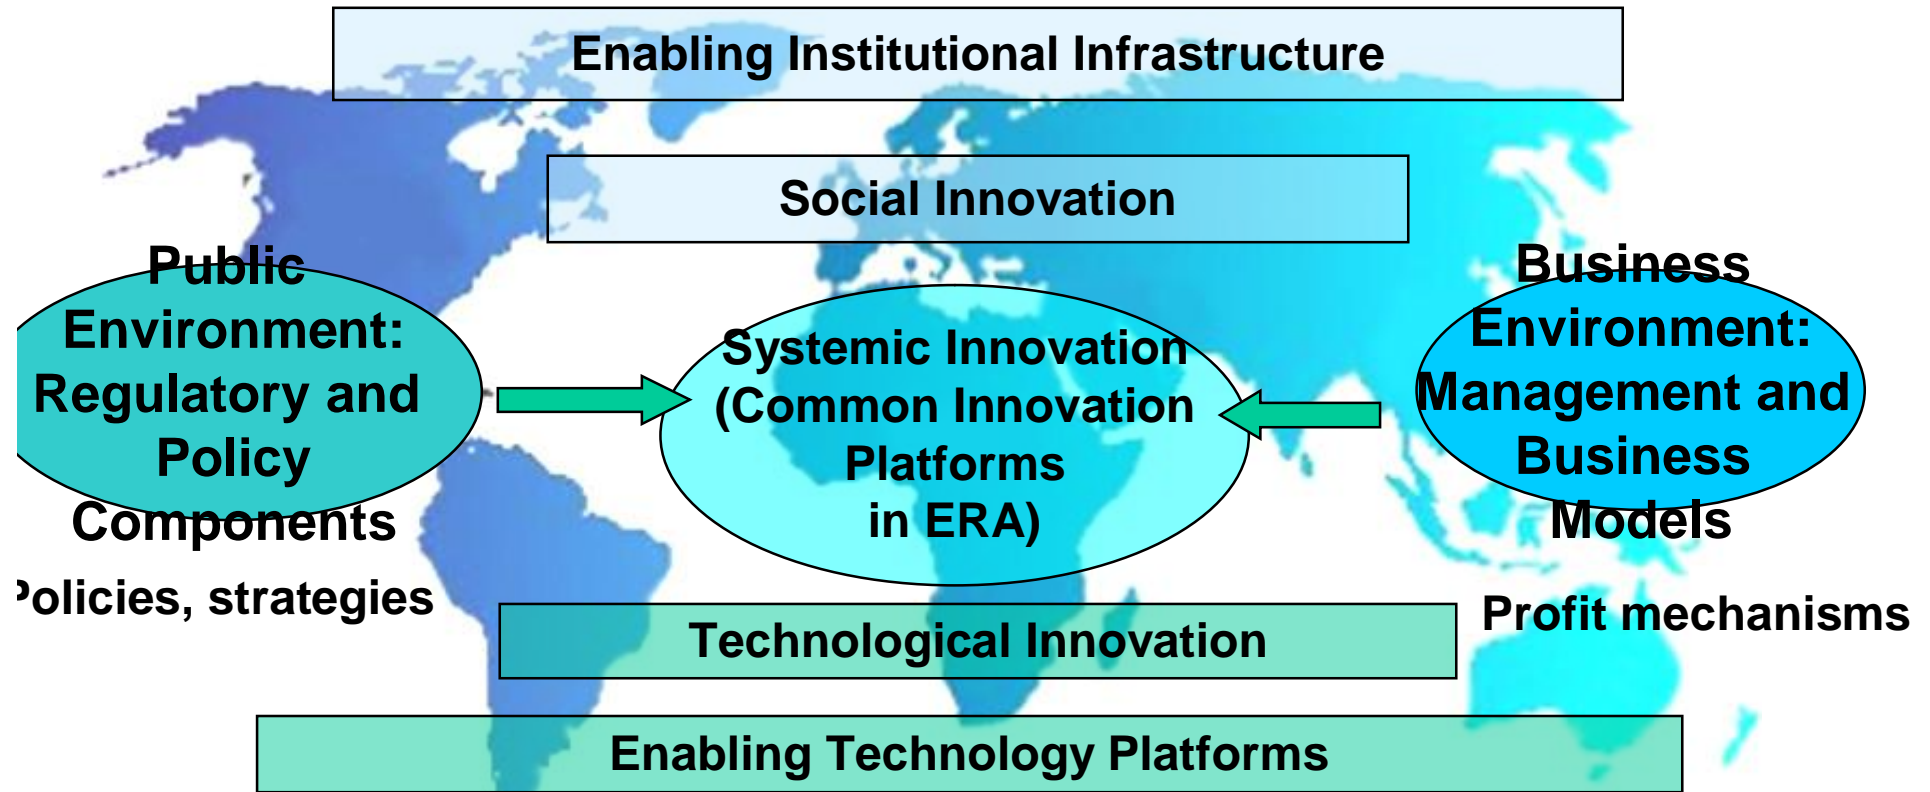 Enabling Institutional Infrastructure
Social Innovation
Public
Environment:
Regulatory and
Policy
Components
Policies, strategies
Systemic Innovation
(Common Innovation
Platforms
in ERA)
Business
Environment:
Management and
Business
Models
Profit mechanisms
Technological Innovation
Enabling Technology Platforms